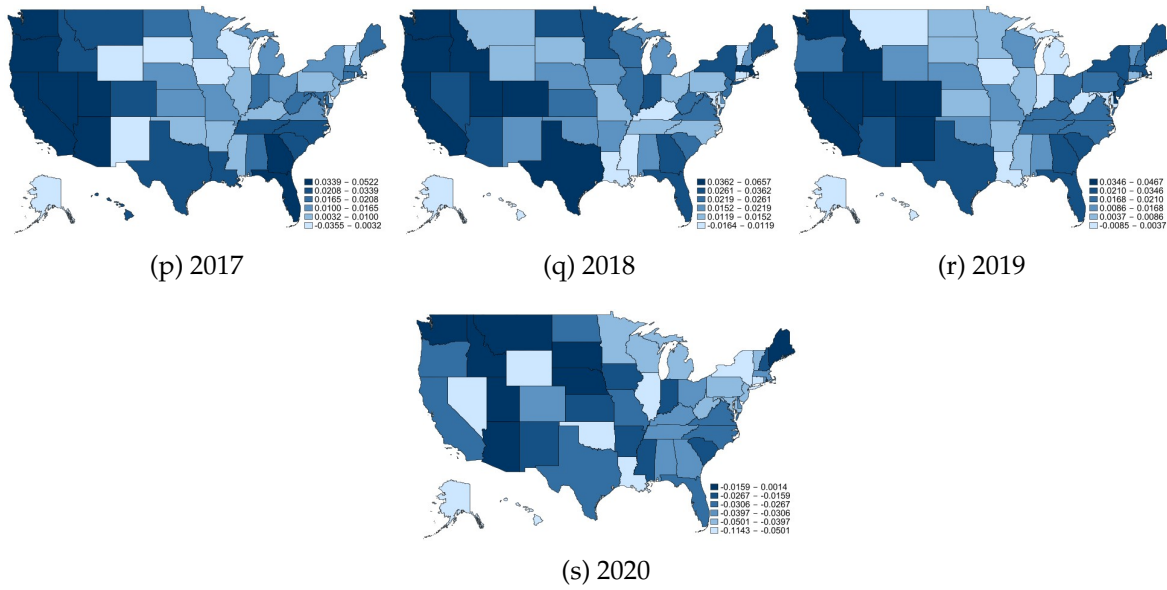 0.0339 – 0.0522
0.0208 – 0.0339
0.0165 – 0.0208
0.0100 – 0.0165
0.0032 – 0.0100
-0.0355 – 0.0032
(p) 2017
0.0362 – 0.0657
0.0261 – 0.0362
0.0219 – 0.0261
0.0152 – 0.0219
0.0119 – 0.0152
-0.0164 – 0.0119
(q) 2018
0.0346 – 0.0467
0.0210 – 0.0346
0.0168 – 0.0210
0.0086 – 0.0168
0.0037 – 0.0086
-0.0085 – 0.0037
(r) 2019
-0.0159 – 0.0014
-0.0267 – -0.0159
-0.0306 – -0.0267
-0.0397 – -0.0306
-0.0501 – -0.0397
-0.1143 – -0.0501
(s) 2020